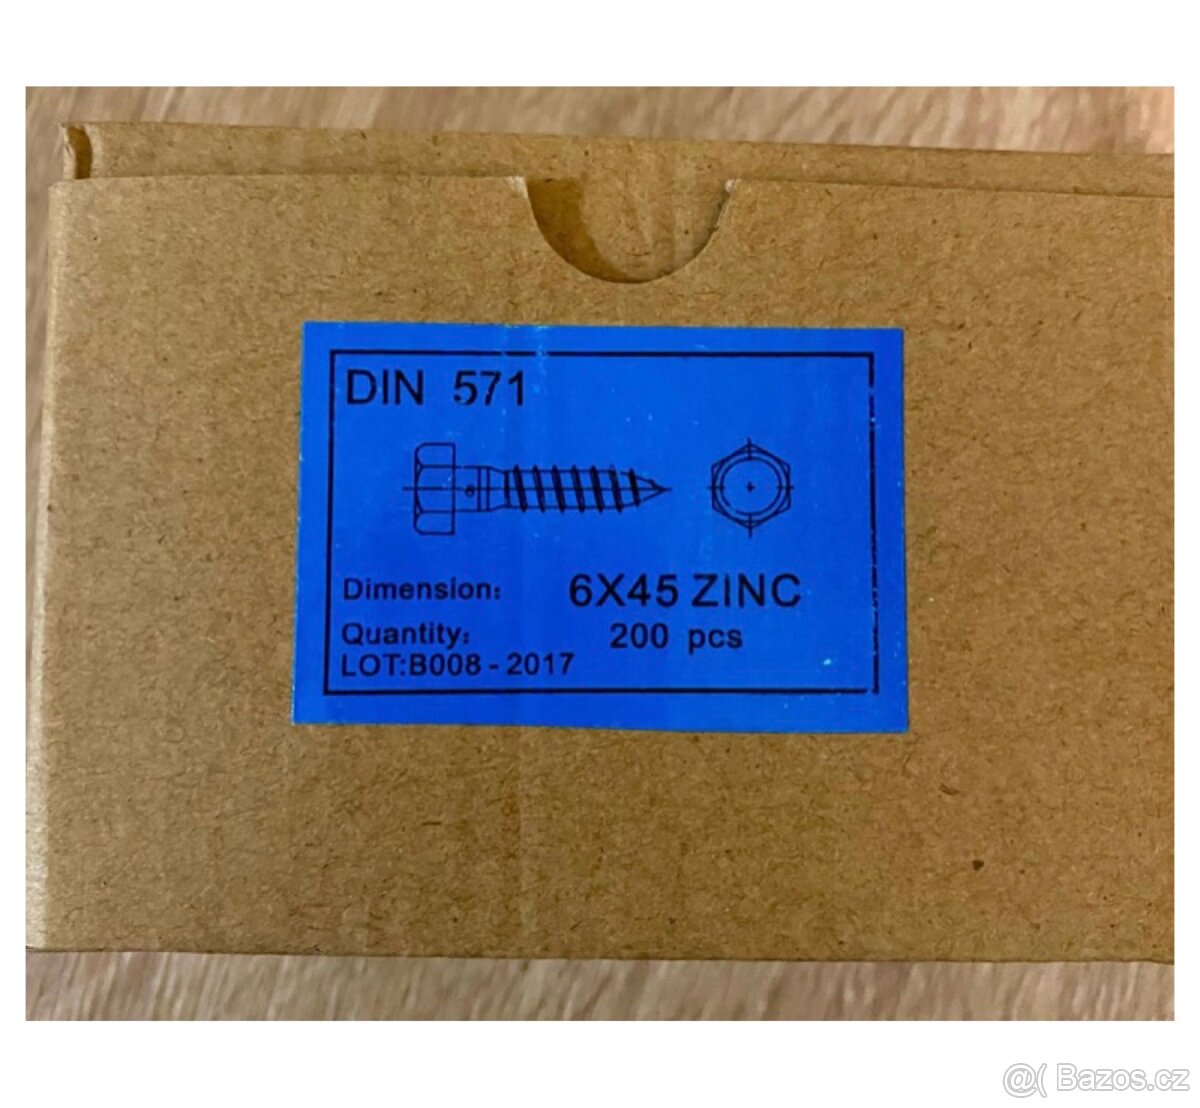 DIN 571
Dimension: 6X45 ZINC
Quantity: 200 pcs
LOT:B008 - 2017
@( Bazos.cz